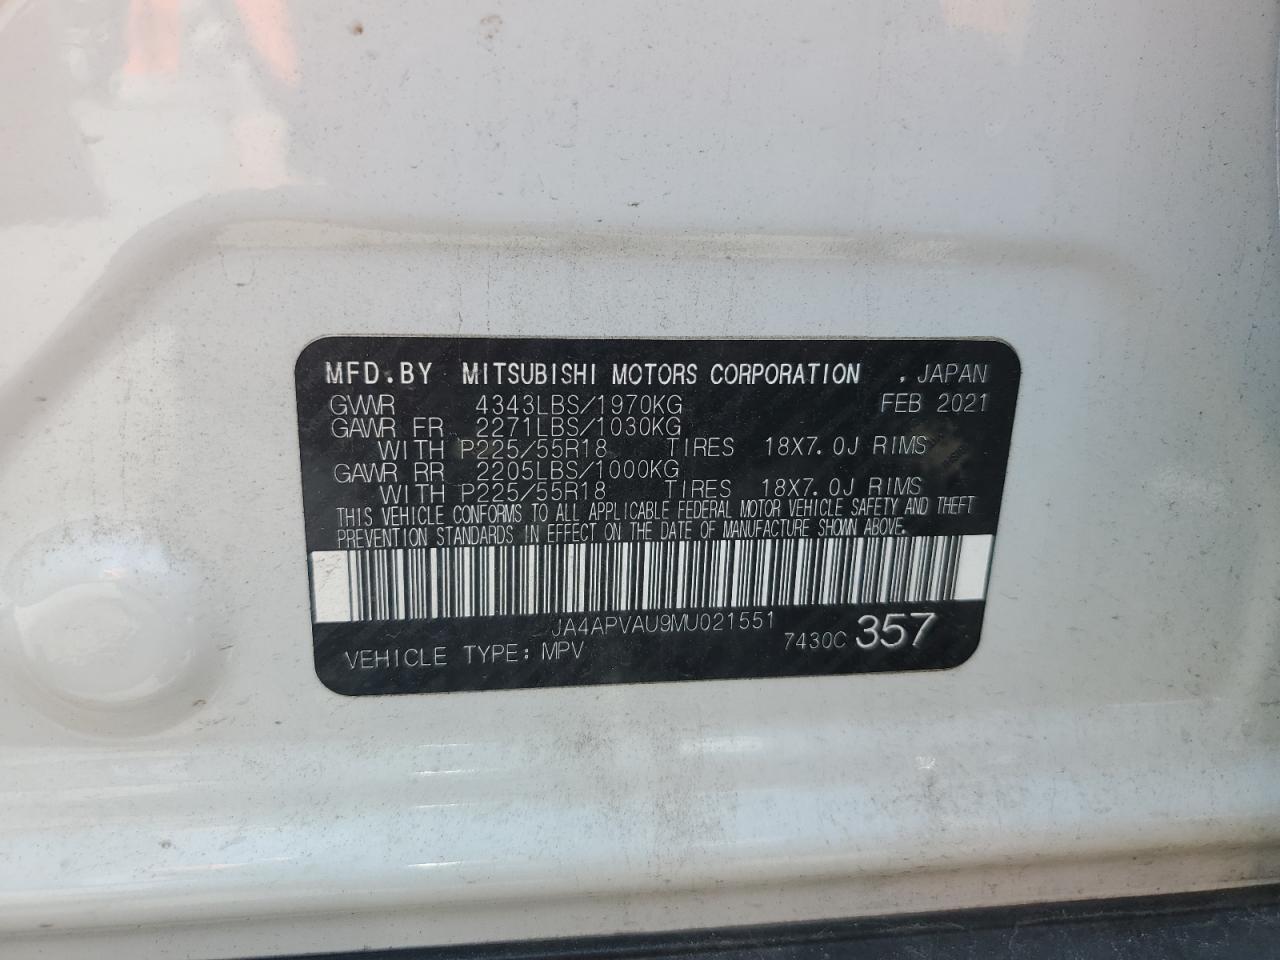 MFD.BY MITSUBISHI MOTORS CORPORATION , JAPAN
GVWR 4343LBS/1970KG FEB 2021
GAWR FR 2271LBS/1030KG
WITH P225/55R18 TIRES 18X7.0J RIMS
GAWR RR 2205LBS/1000KG
WITH P225/55R18 TIRES 18X7.0J RIMS
THIS VEHICLE CONFORMS TO ALL APPLICABLE FEDERAL MOTOR VEHICLE SAFETY AND THEFT
PREVENTION STANDARDS IN EFFECT ON THE DATE OF MANUFACTURE SHOWN ABOVE.
JA4APVAU9MU021551
VEHICLE TYPE: MPV 7430C 357